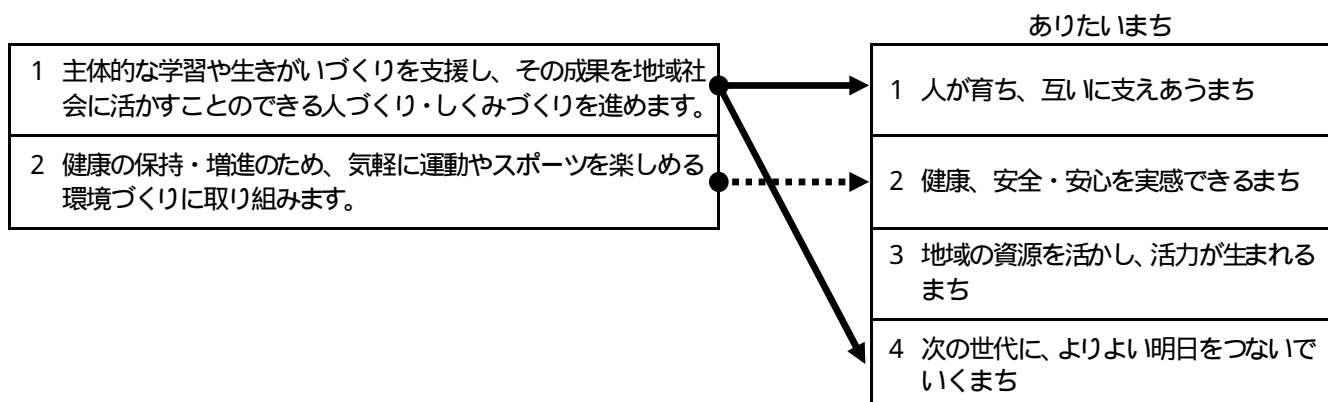 ありたいまち
1 主体的な学習や生きがいづくりを支援し、その成果を地域社
会に活かすことのできる人づくり・しくみづくりを進めます。
2 健康の保持・増進のため、気軽に運動やスポーツを楽しめる
環境づくりに取り組みます。
1 人が育ち、互いに支えあうまち
2 健康、安全・安心を実感できるまち
3 地域の資源を活かし、活力が生まれる
まち
4 次の世代に、よりよい明日をつないで
いくまち